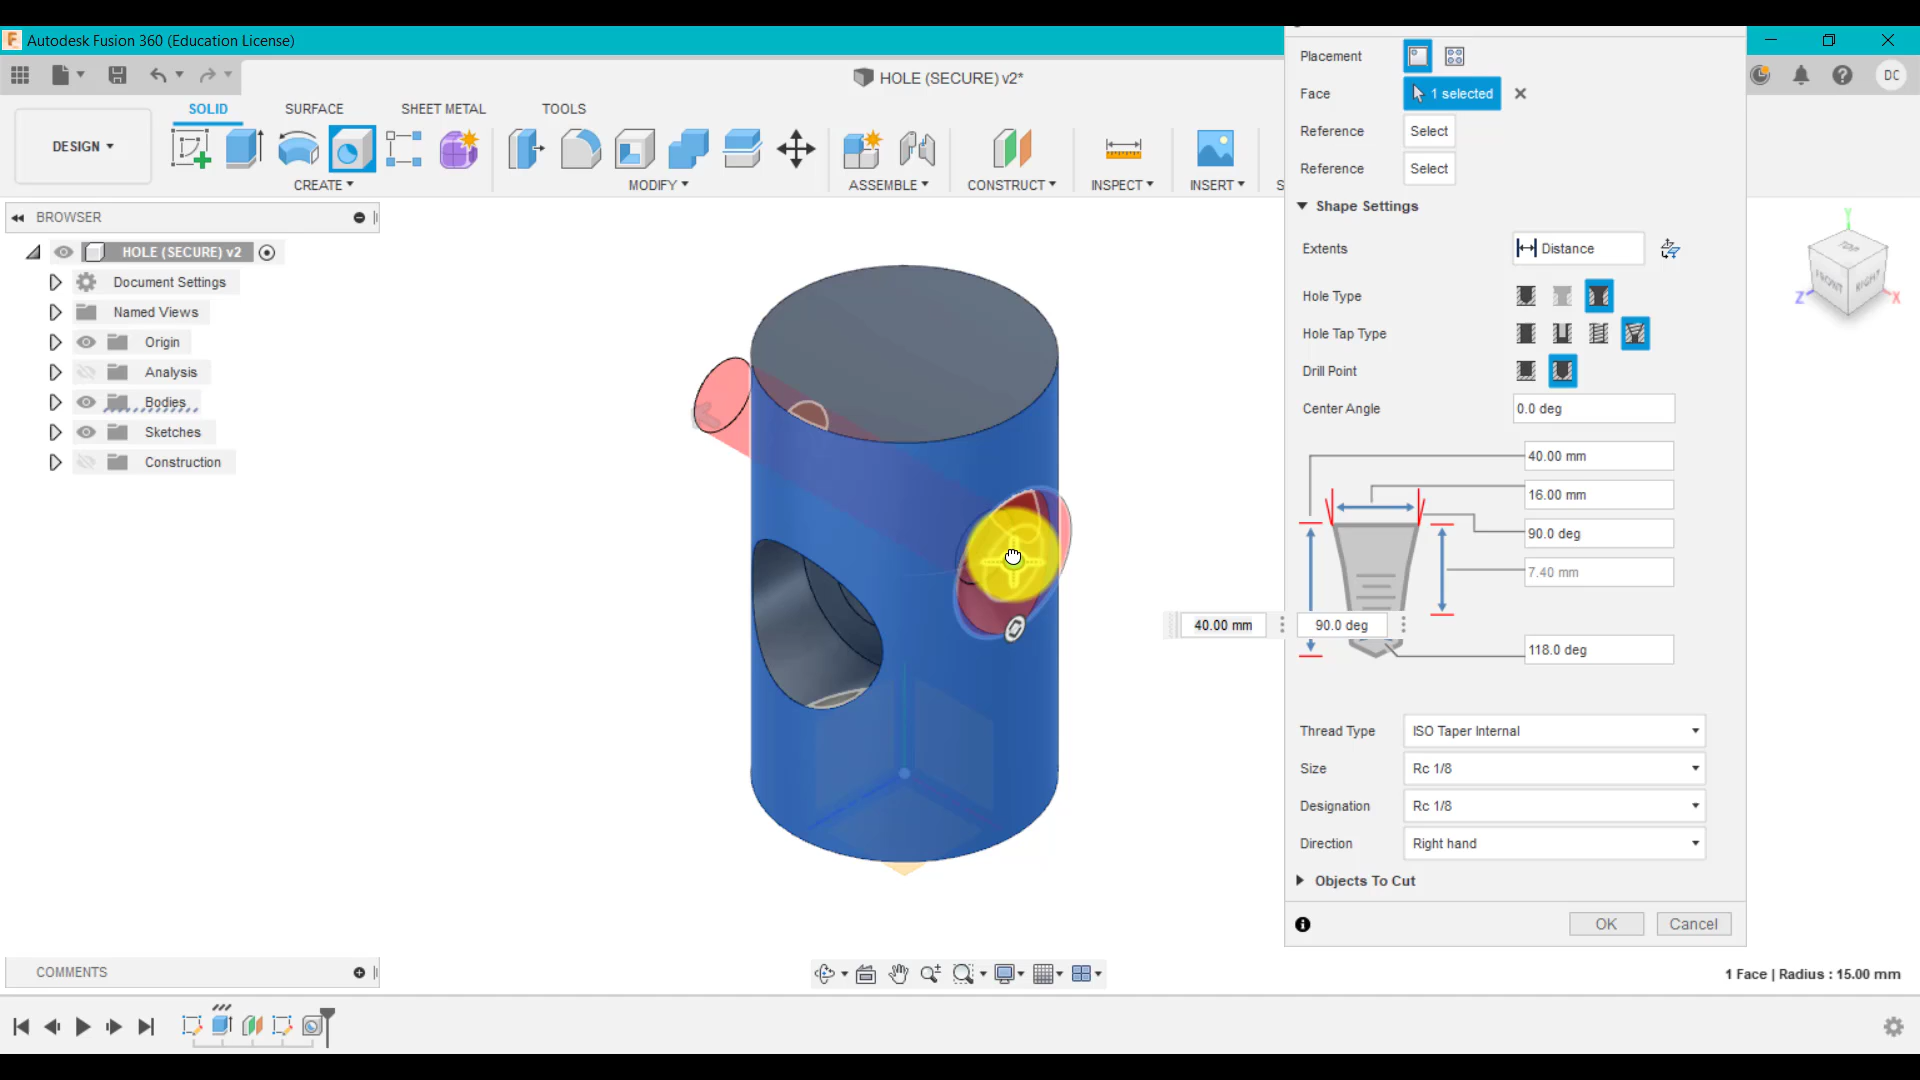 Autodesk Fusion 360 (Education License)
HOLE (SECURE) v2*
DC
DESIGN
SOLID
SURFACE
SHEET METAL
TOOLS
CREATE
MODIFY
ASSEMBLE
CONSTRUCT
INSPECT
INSERT
S
BROWSER
HOLE (SECURE) v2
Document Settings
Named Views
Origin
Analysis
Bodies
Sketches
Construction
Placement
Face
1 selected
Reference
Select
Reference
Select
Shape Settings
Extents
Distance
Hole Type
Hole Tap Type
Drill Point
Center Angle
0.0 deg
40.00 mm
16.00 mm
90.0 deg
7.40 mm
118.0 deg
40.00 mm
90.0 deg
Thread Type
ISO Taper Internal
Size
Rc 1/8
Designation
Rc 1/8
Direction
Right hand
Objects To Cut
OK
Cancel
Y
TOP
FRONT
RIGHT
Z
X
COMMENTS
1 Face | Radius : 15.00 mm